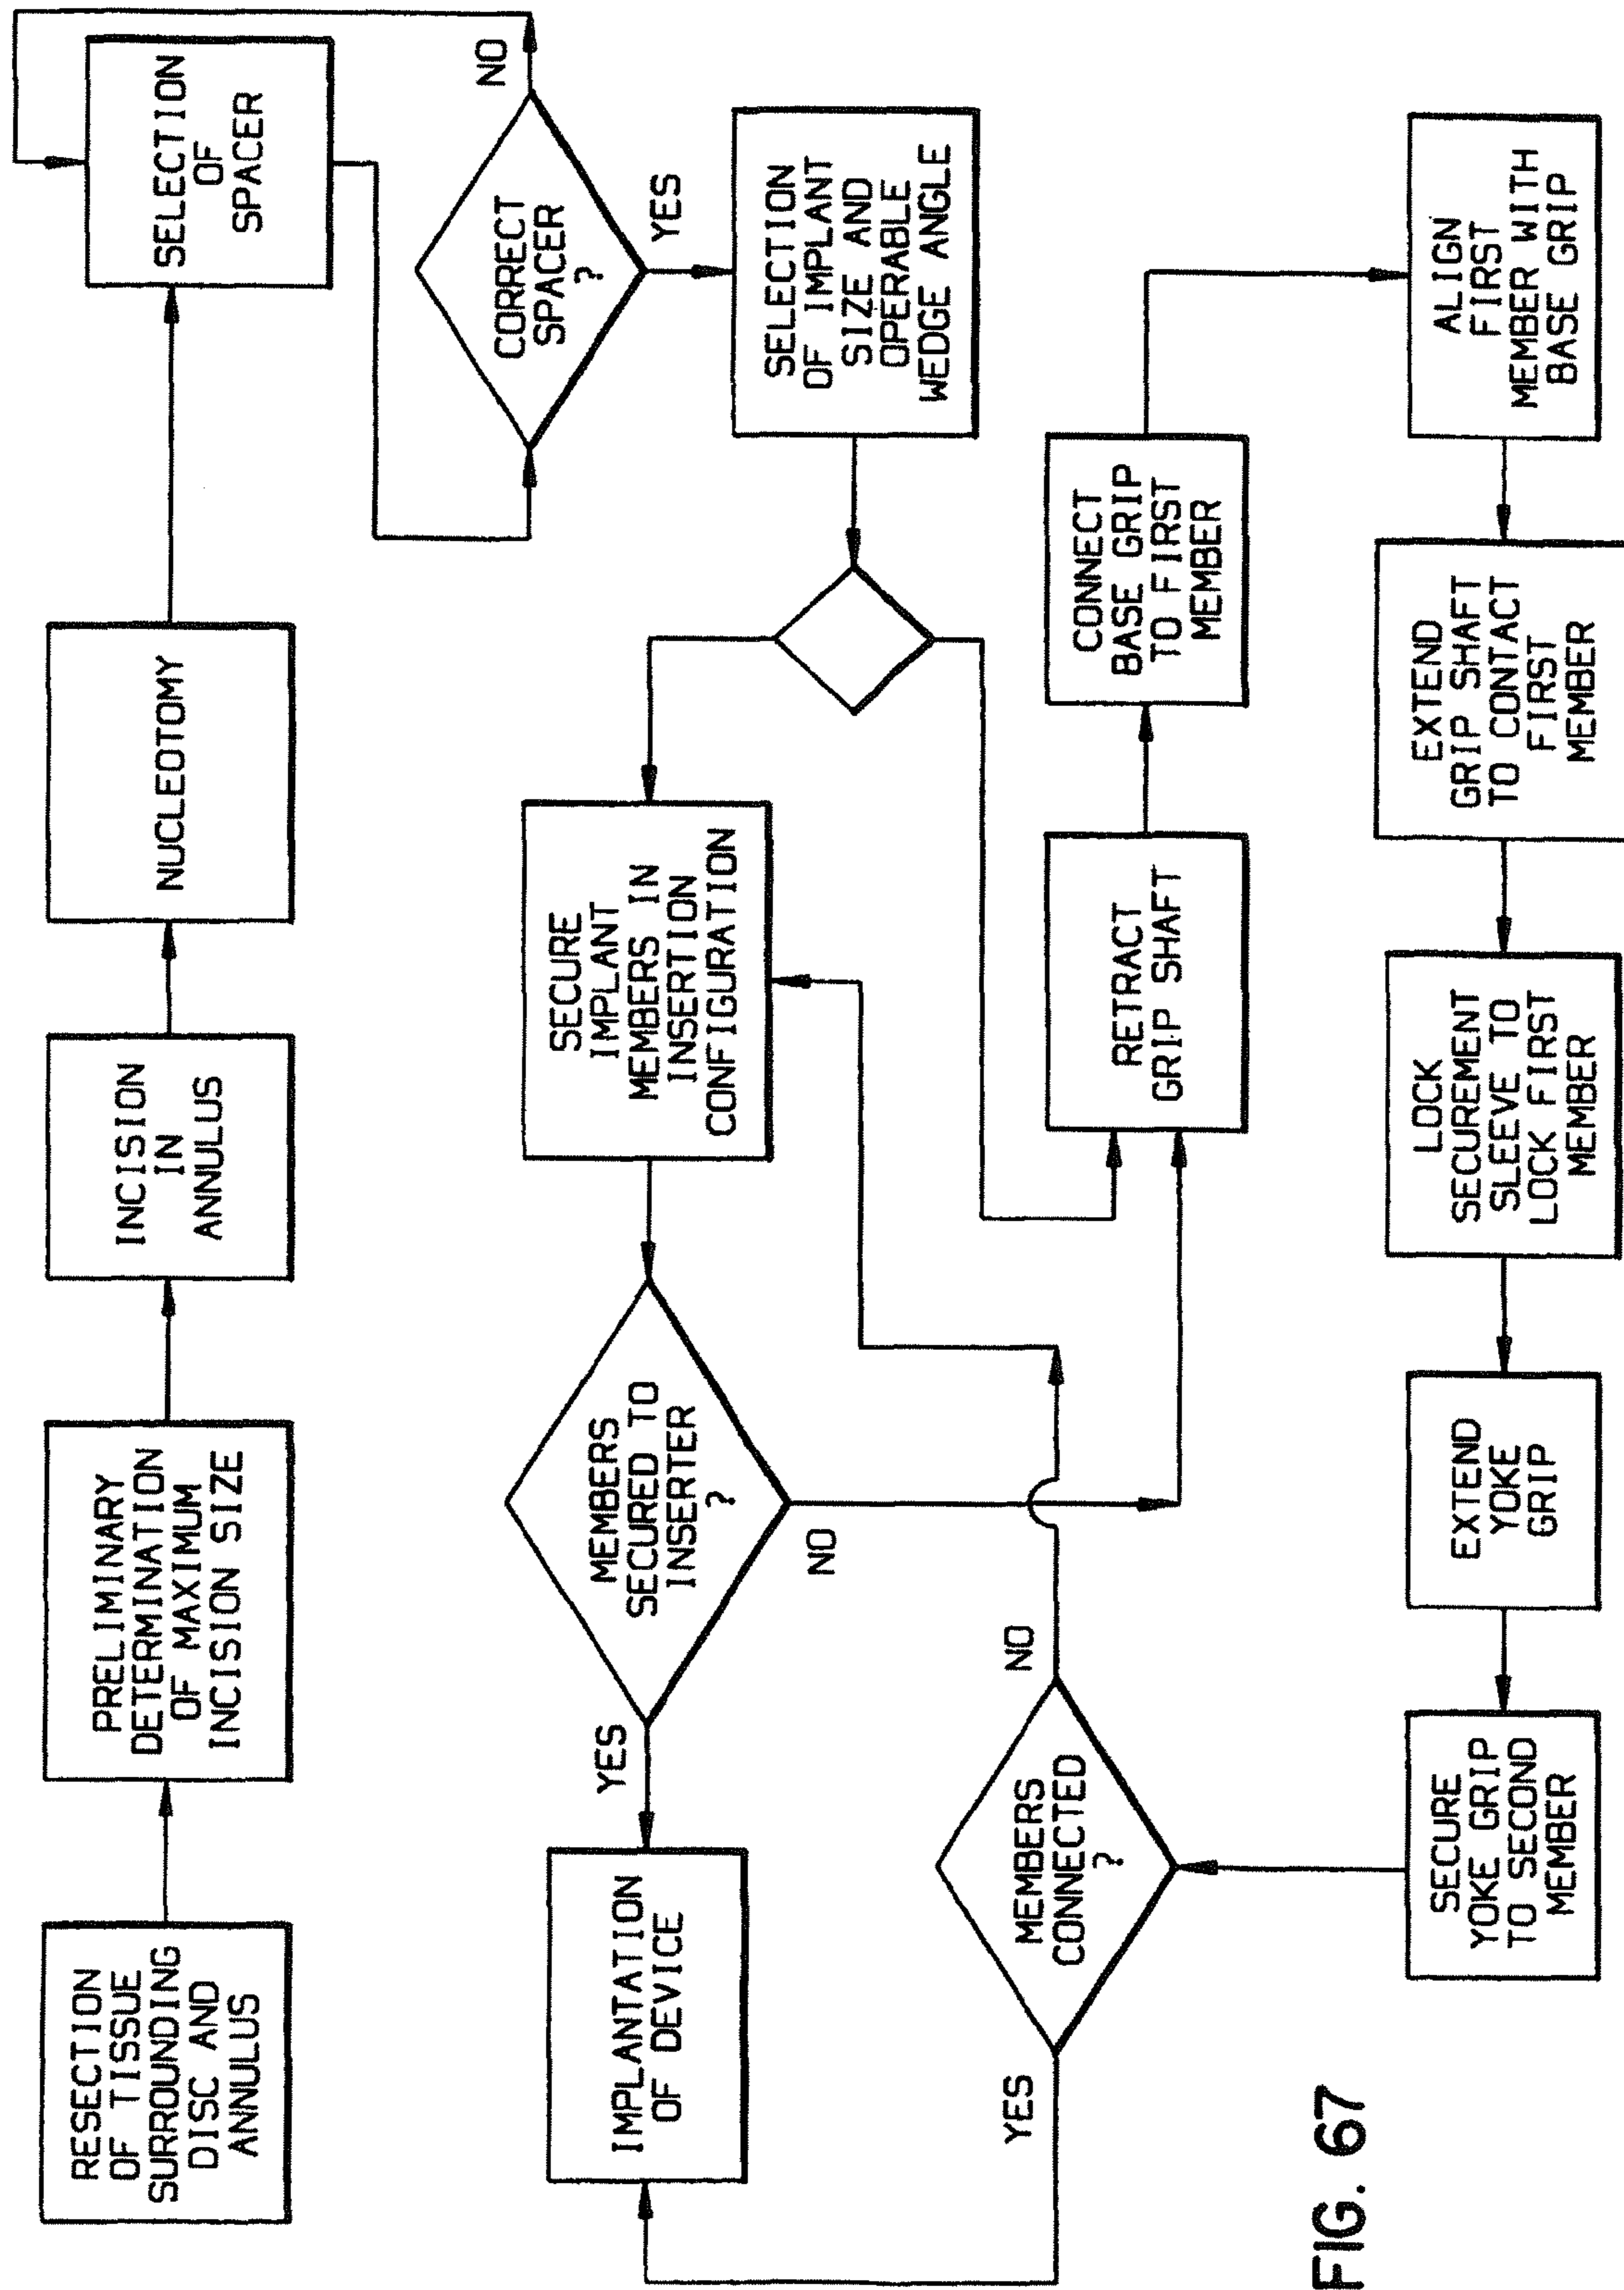 RESECTION
OF TISSUE
SURROUNDING
DISC AND
ANNULUS
PRELIMINARY
DETERMINATION
OF MAXIMUM
INCISION SIZE
INCISION
IN
ANNULUS
NUCLEOTOMY
SELECTION
OF
SPACER
CORRECT
SPACER
?
NO
YES
SELECTION
OF IMPLANT
SIZE AND
OPERABLE
WEDGE ANGLE
SECURE
IMPLANT
MEMBERS IN
INSERTION
CONFIGURATION
MEMBERS
SECURED TO
INSERTER
?
YES
NO
IMPLANTATION
OF DEVICE
RETRACT
GRIP SHAFT
CONNECT
BASE GRIP
TO FIRST
MEMBER
ALIGN
FIRST
MEMBER WITH
BASE GRIP
EXTEND
GRIP SHAFT
TO CONTACT
FIRST
MEMBER
LOCK
SECUREMENT
SLEEVE TO
LOCK FIRST
MEMBER
EXTEND
YOKE
GRIP
SECURE
YOKE GRIP
TO SECOND
MEMBER
MEMBERS
CONNECTED
?
NO
YES
FIG. 67